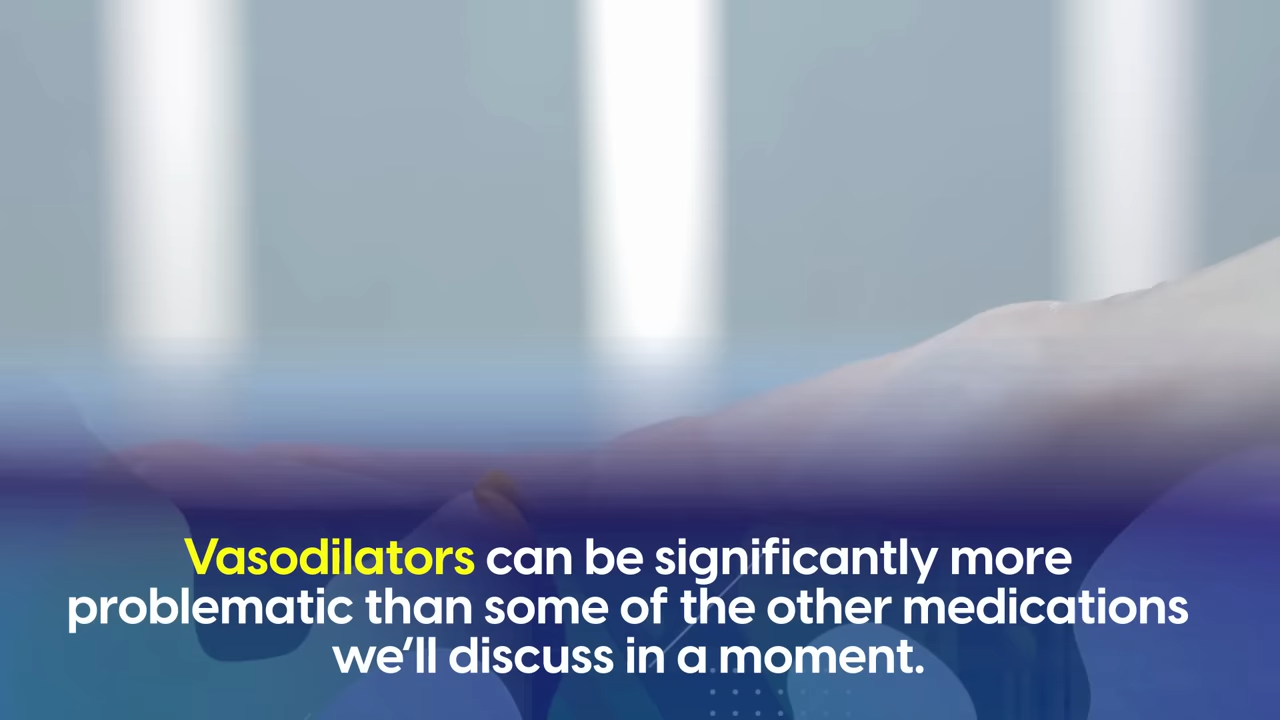 Vasodilators can be significantly more
problematic than some of the other medications
we’ll discuss in a moment.